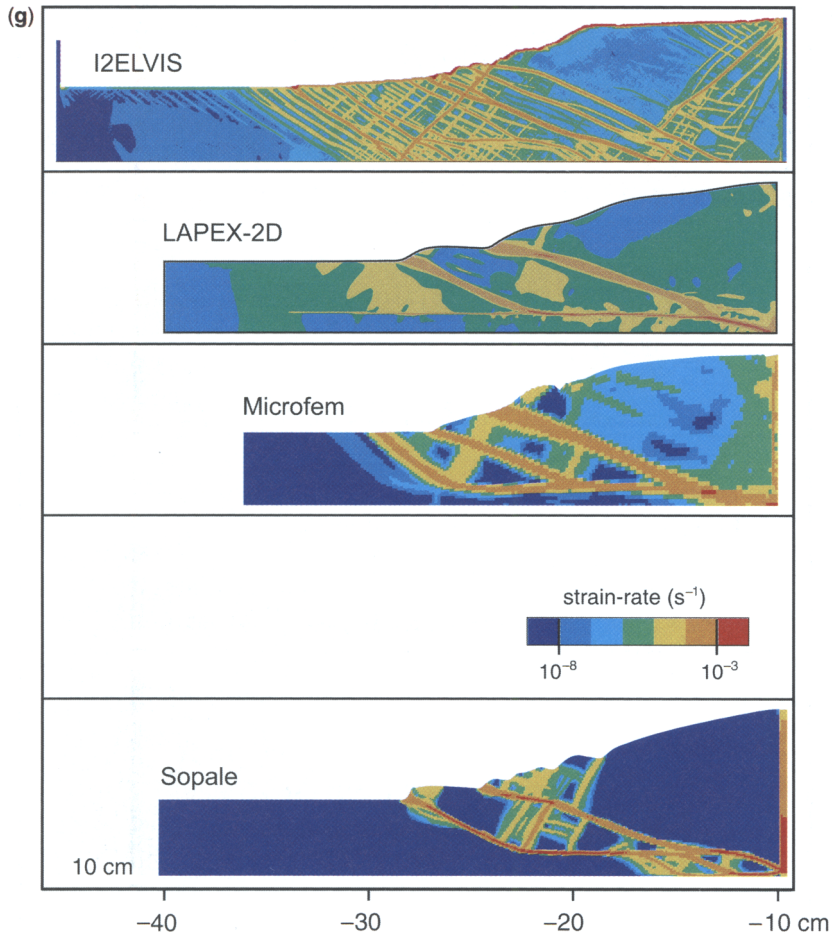 (g)
I2ELVIS
LAPEX-2D
Microfem
strain-rate (s⁻¹)
10⁻⁸ 10⁻³
Sopale
10 cm
−40 −30 −20 −10 cm